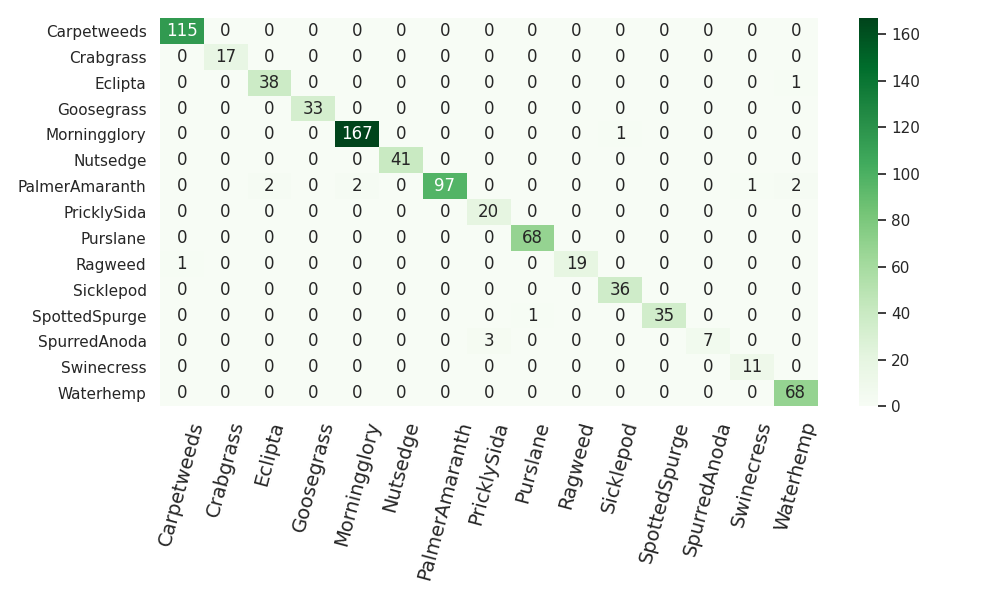 Carpetweeds 115 0 0 0 0 0 0 0 0 0 0 0 0 0 0
Crabgrass 0 17 0 0 0 0 0 0 0 0 0 0 0 0 0
Eclipta 0 0 38 0 0 0 0 0 0 0 0 0 0 0 1
Goosegrass 0 0 0 33 0 0 0 0 0 0 0 0 0 0 0
Morningglory 0 0 0 0 167 0 0 0 0 0 1 0 0 0 0
Nutsedge 0 0 0 0 0 41 0 0 0 0 0 0 0 0 0
PalmerAmaranth 0 0 2 0 2 0 97 0 0 0 0 0 0 1 2
PricklySida 0 0 0 0 0 0 0 20 0 0 0 0 0 0 0
Purslane 0 0 0 0 0 0 0 0 68 0 0 0 0 0 0
Ragweed 1 0 0 0 0 0 0 0 0 19 0 0 0 0 0
Sicklepod 0 0 0 0 0 0 0 0 0 0 36 0 0 0 0
SpottedSpurge 0 0 0 0 0 0 0 0 1 0 0 35 0 0 0
SpurredAnoda 0 0 0 0 0 0 0 3 0 0 0 0 7 0 0
Swinecress 0 0 0 0 0 0 0 0 0 0 0 0 0 11 0
Waterhemp 0 0 0 0 0 0 0 0 0 0 0 0 0 0 68
Carpetweeds
Crabgrass
Eclipta
Goosegrass
Morningglory
Nutsedge
PalmerAmaranth
PricklySida
Purslane
Ragweed
Sicklepod
SpottedSpurge
SpurredAnoda
Swinecress
Waterhemp
160
140
120
100
80
60
40
20
0